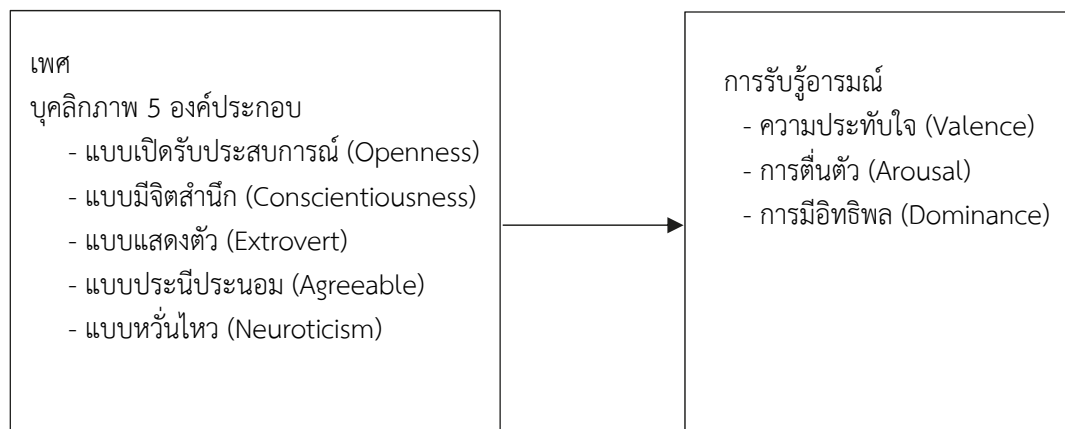 เพศ
บุคลิกภาพ 5 องค์ประกอบ
- แบบเปิดรับประสบการณ์ (Openness)
- แบบมีจิตสำนึก (Conscientiousness)
- แบบแสดงตัว (Extrovert)
- แบบประนีประนอม (Agreeable)
- แบบหวั่นไหว (Neuroticism)
การรับรู้อารมณ์
- ความประทับใจ (Valence)
- การตื่นตัว (Arousal)
- การมีอิทธิพล (Dominance)